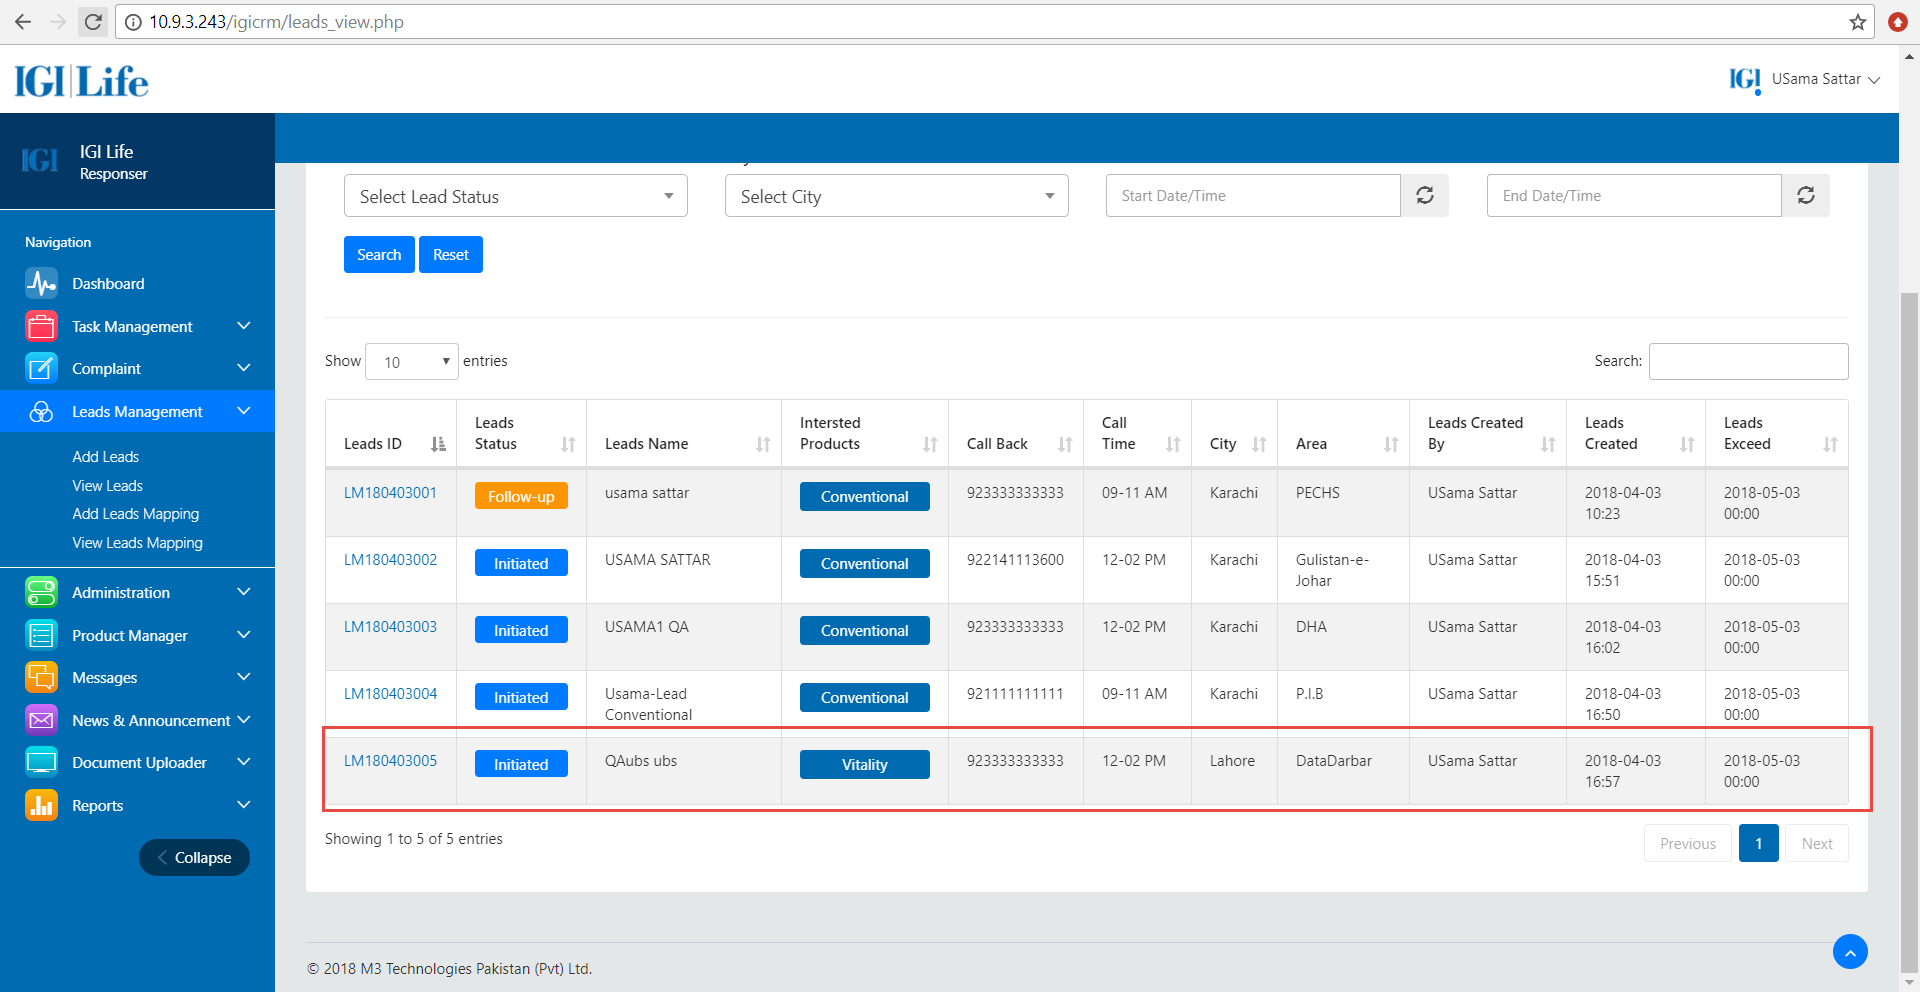 10.9.3.243/igicrm/leads_view.php
IGI Life
IGI USama Sattar
IGI IGI Life
Responser
Navigation
Dashboard
Task Management
Complaint
Leads Management
Add Leads
View Leads
Add Leads Mapping
View Leads Mapping
Administration
Product Manager
Messages
News & Announcement
Document Uploader
Reports
Collapse
Select Lead Status Select City Start Date/Time End Date/Time
Search Reset
Show 10 entries Search:
Leads ID Leads Status Leads Name Intersted Products Call Back Call Time City Area Leads Created By Leads Created Leads Exceed
LM180403001 Follow-up usama sattar Conventional 923333333333 09-11 AM Karachi PECHS USama Sattar 2018-04-03 10:23 2018-05-03 00:00
LM180403002 Initiated USAMA SATTAR Conventional 922141113600 12-02 PM Karachi Gulistan-e-Johar USama Sattar 2018-04-03 15:51 2018-05-03 00:00
LM180403003 Initiated USAMA1 QA Conventional 923333333333 12-02 PM Karachi DHA USama Sattar 2018-04-03 16:02 2018-05-03 00:00
LM180403004 Initiated Usama-Lead Conventional Conventional 921111111111 09-11 AM Karachi P.I.B USama Sattar 2018-04-03 16:50 2018-05-03 00:00
LM180403005 Initiated QAubs ubs Vitality 923333333333 12-02 PM Lahore DataDarbar USama Sattar 2018-04-03 16:57 2018-05-03 00:00
Showing 1 to 5 of 5 entries Previous 1 Next
© 2018 M3 Technologies Pakistan (Pvt) Ltd.